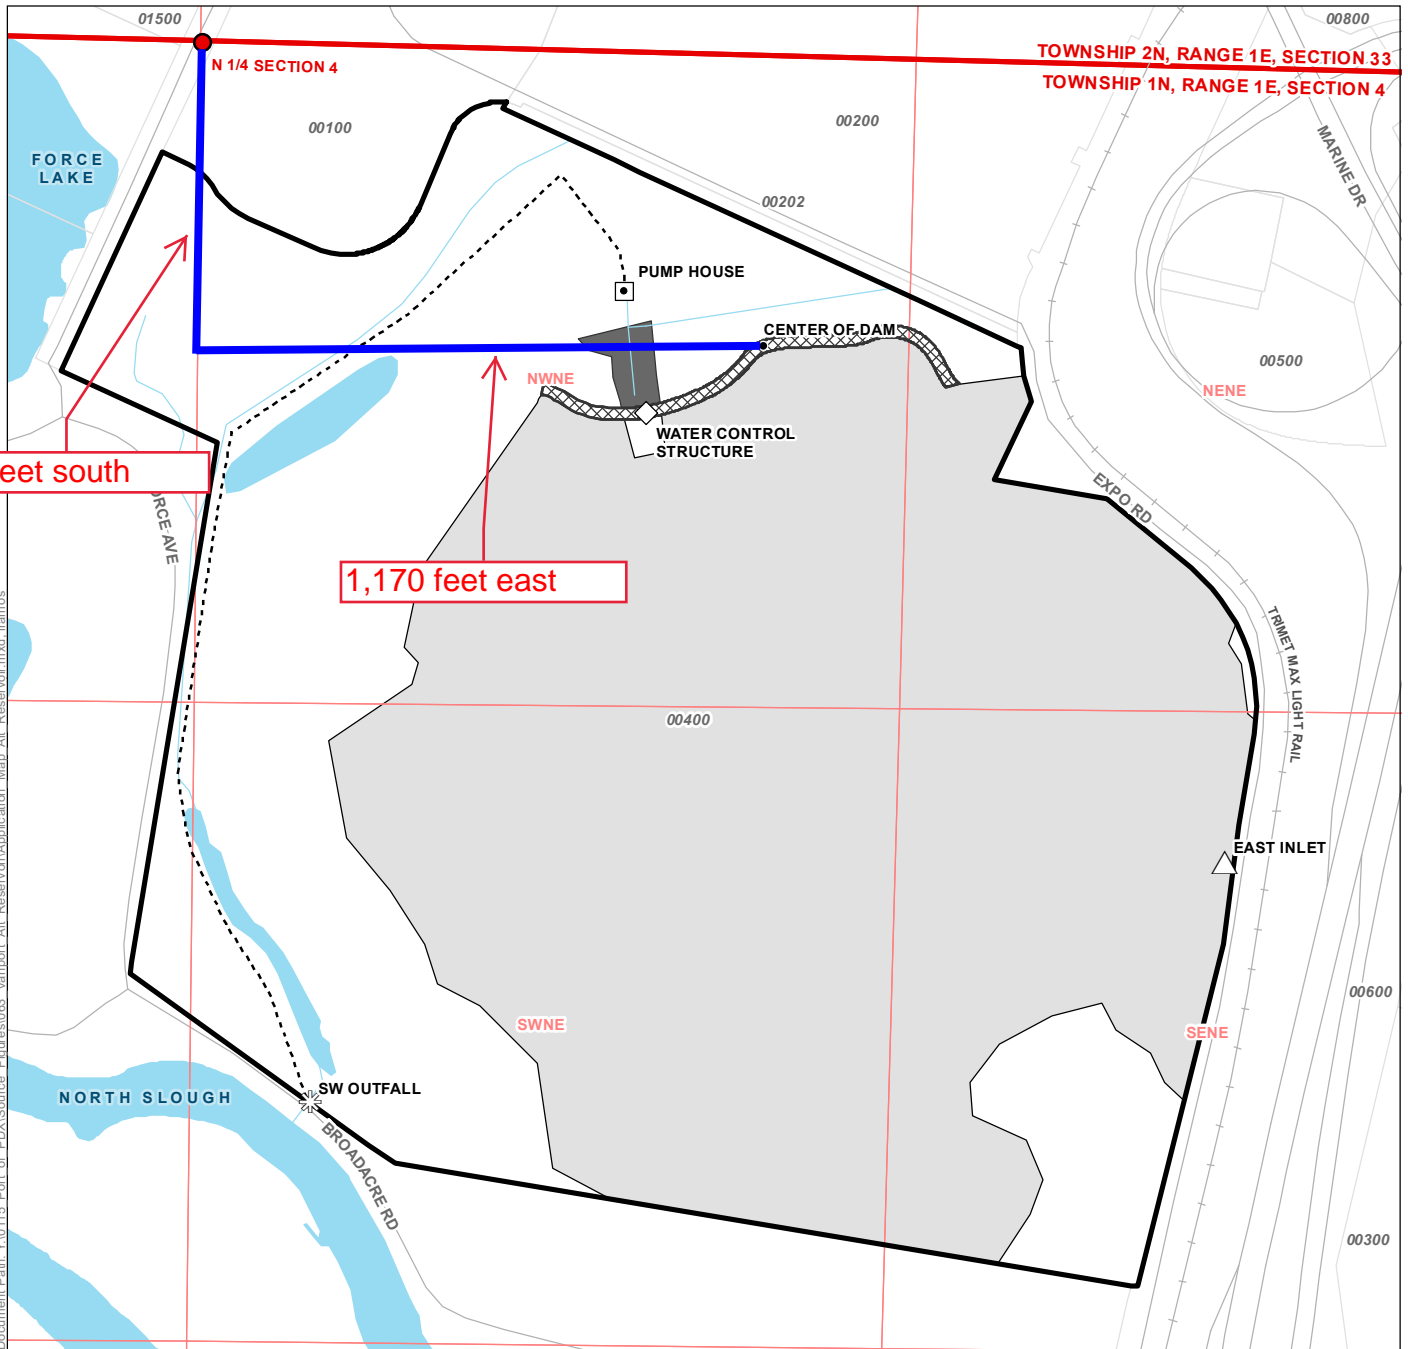 01500
00800
TOWNSHIP 2N, RANGE 1E, SECTION 33
N 1/4 SECTION 4
TOWNSHIP 1N, RANGE 1E, SECTION 4
00100
00200
MARINE DR
FORCE
LAKE
00202
PUMP HOUSE
CENTER OF DAM
00500
NWNE
NENE
WATER CONTROL
STRUCTURE
eet south
EXPO RD
ORCE AVE
1,170 feet east
TRIMET MAX LIGHT RAIL
00400
EAST INLET
00600
SWNE
SENE
SW OUTFALL
NORTH SLOUGH
BROADACRE RD
00300